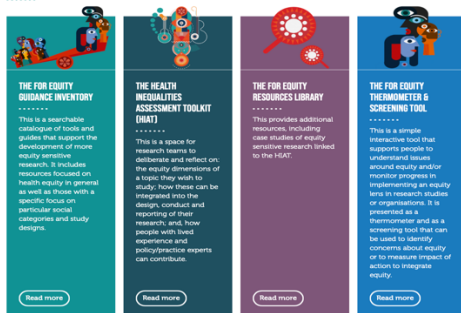 THE FOR EQUITY
GUIDANCE INVENTORY
This is a searchable
catalogue of tools and
guides that support the
development of more
equity sensitive
research. It includes
resources focused on
health equity in general
as well as those with a
specific focus on
particular social
categories and study
designs.
Read more
THE HEALTH
INEQUALITIES
ASSESSMENT TOOLKIT
(HIAT)
This is a space for
research teams to
deliberate and reflect on:
the equity dimensions of
a topic they wish to
study; how these can be
integrated into the
design, conduct and
reporting of their
research; and, how
people with lived
experience and
policy/practice experts
can contribute.
Read more
THE FOR EQUITY
RESOURCES LIBRARY
This provides additional
resources, including
case studies of equity
sensitive research linked
to the HIAT.
Read more
THE FOR EQUITY
THERMOMETER &
SCREENING TOOL
This is a simple
interactive tool that
supports people to
understand issues
around equity and/or
monitor progress in
implementing an equity
lens in research studies
or organisations. It is
presented as a
thermometer and as a
screening tool that can
be used to identify
concerns about equity
or to measure impact of
action to integrate
equity.
Read more